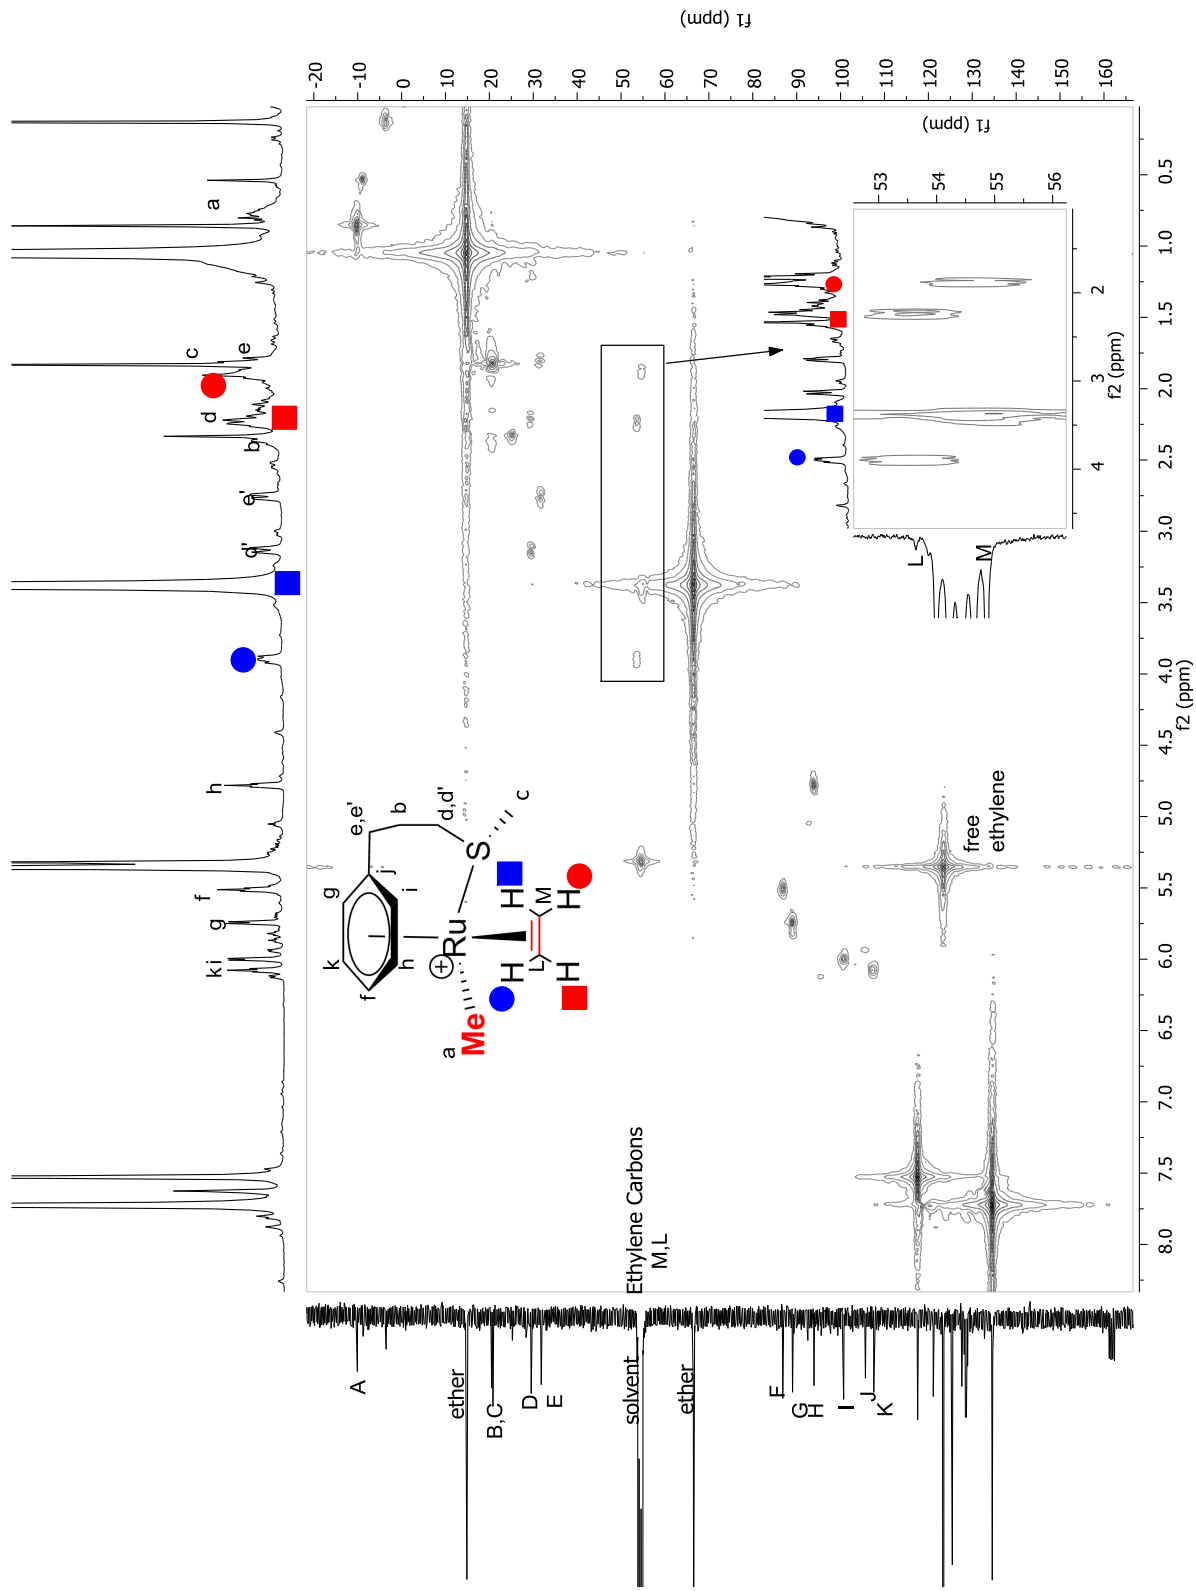 f1 (ppm)
-20
-10
0
10
20
30
40
50
60
70
80
90
100
110
120
130
140
150
160
a
c
e
d
b
e'
d'
h
f
g
k i
0.5
1.0
1.5
2.0
2.5
3.0
3.5
4.0
4.5
5.0
5.5
6.0
6.5
7.0
7.5
8.0
f2 (ppm)
f1 (ppm)
53
54
55
56
2
3
4
f2 (ppm)
L
M
free
ethylene
e,e'
b
d,d'
c
S
j
g
i
k
h
f
Ru
+
a
Me
H
H
M
L
H
H
Ethylene Carbons
M,L
A
ether
B,C
D
E
solvent
ether
F
G
H
I
J
K